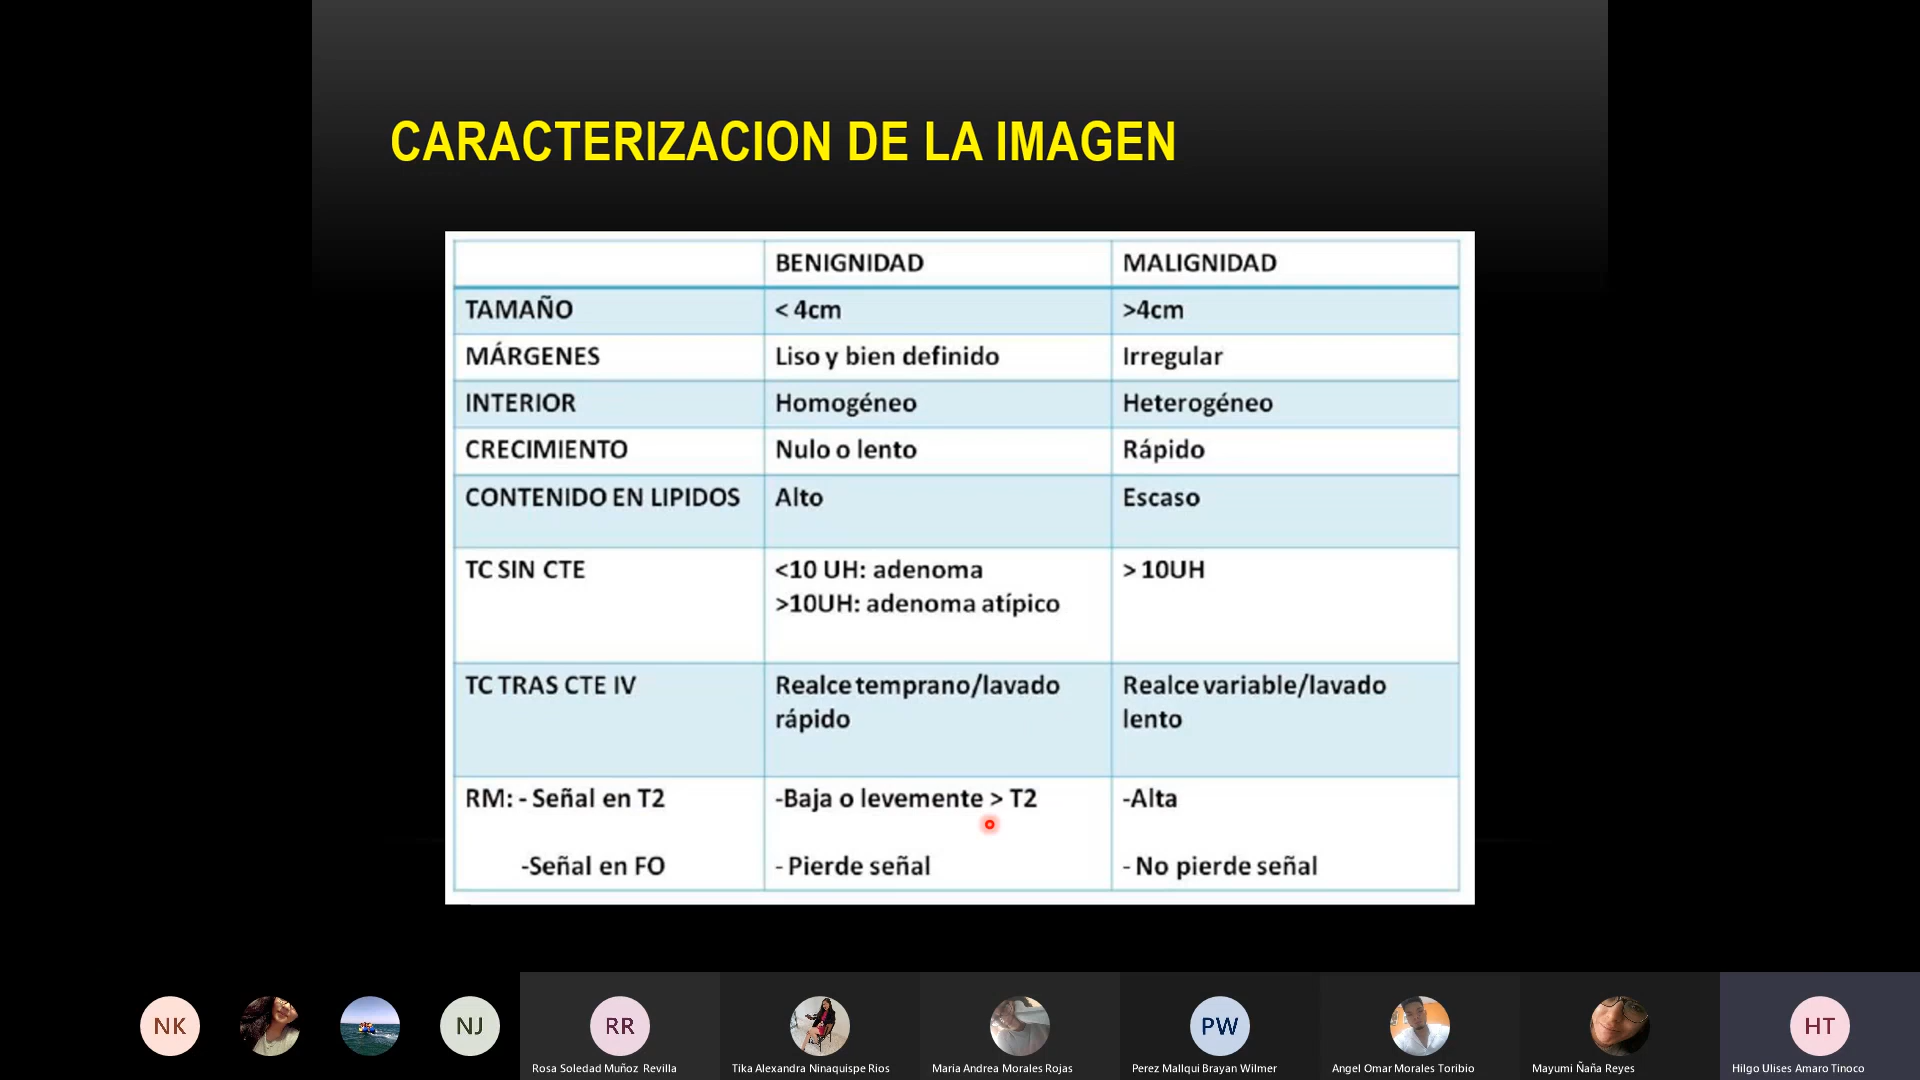 CARACTERIZACION DE LA IMAGEN
BENIGNIDAD MALIGNIDAD
TAMAÑO < 4cm >4cm
MÁRGENES Liso y bien definido Irregular
INTERIOR Homogéneo Heterogéneo
CRECIMIENTO Nulo o lento Rápido
CONTENIDO EN LIPIDOS Alto Escaso
TC SIN CTE <10 UH: adenoma > 10UH
>10UH: adenoma atípico
TC TRAS CTE IV Realce temprano/lavado Realce variable/lavado
rápido lento
RM: - Señal en T2 -Baja o levemente > T2 -Alta
-Señal en FO - Pierde señal - No pierde señal
NK NJ RR PW HT
Rosa Soledad Muñoz Revilla Tika Alexandra Ninaquispe Rios Maria Andrea Morales Rojas Perez Mallqui Brayan Wilmer Angel Omar Morales Toribio Mayumi Ñaña Reyes Hilgo Ulises Amaro Tinoco